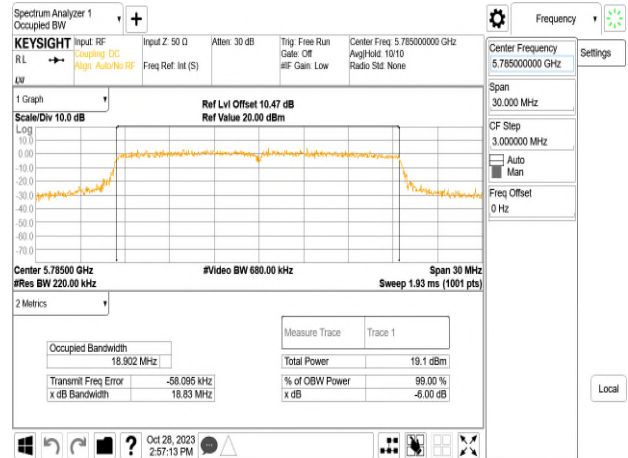 Spectrum Analyzer 1
Occupied BW
Frequency
KEYSIGHT
Input: RF
Input Z: 50 Ω
Atten: 30 dB
Trig: Free Run
Center Freq: 5.785000000 GHz
RL
Coupling: DC
Gate: Off
Avg|Hold: 10/10
Align: Auto/No RF
Freq Ref: Int (S)
#IF Gain: Low
Radio Std: None
LXI
Center Frequency
5.785000000 GHz
Settings
Span
30.000 MHz
CF Step
3.000000 MHz
Auto
Man
Freq Offset
0 Hz
Local
1 Graph
Ref Lvl Offset 10.47 dB
Scale/Div 10.0 dB
Ref Value 20.00 dBm
Log
10.0
0.00
-10.0
-20.0
-30.0
-40.0
-50.0
-60.0
-70.0
Center 5.78500 GHz
#Video BW 680.00 kHz
Span 30 MHz
#Res BW 220.00 kHz
Sweep 1.93 ms (1001 pts)
2 Metrics
Measure Trace
Trace 1
Occupied Bandwidth
18.902 MHz
Total Power
19.1 dBm
Transmit Freq Error
-58.095 kHz
% of OBW Power
99.00 %
x dB Bandwidth
18.83 MHz
x dB
-6.00 dB
?
Oct 28, 2023
2:57:13 PM